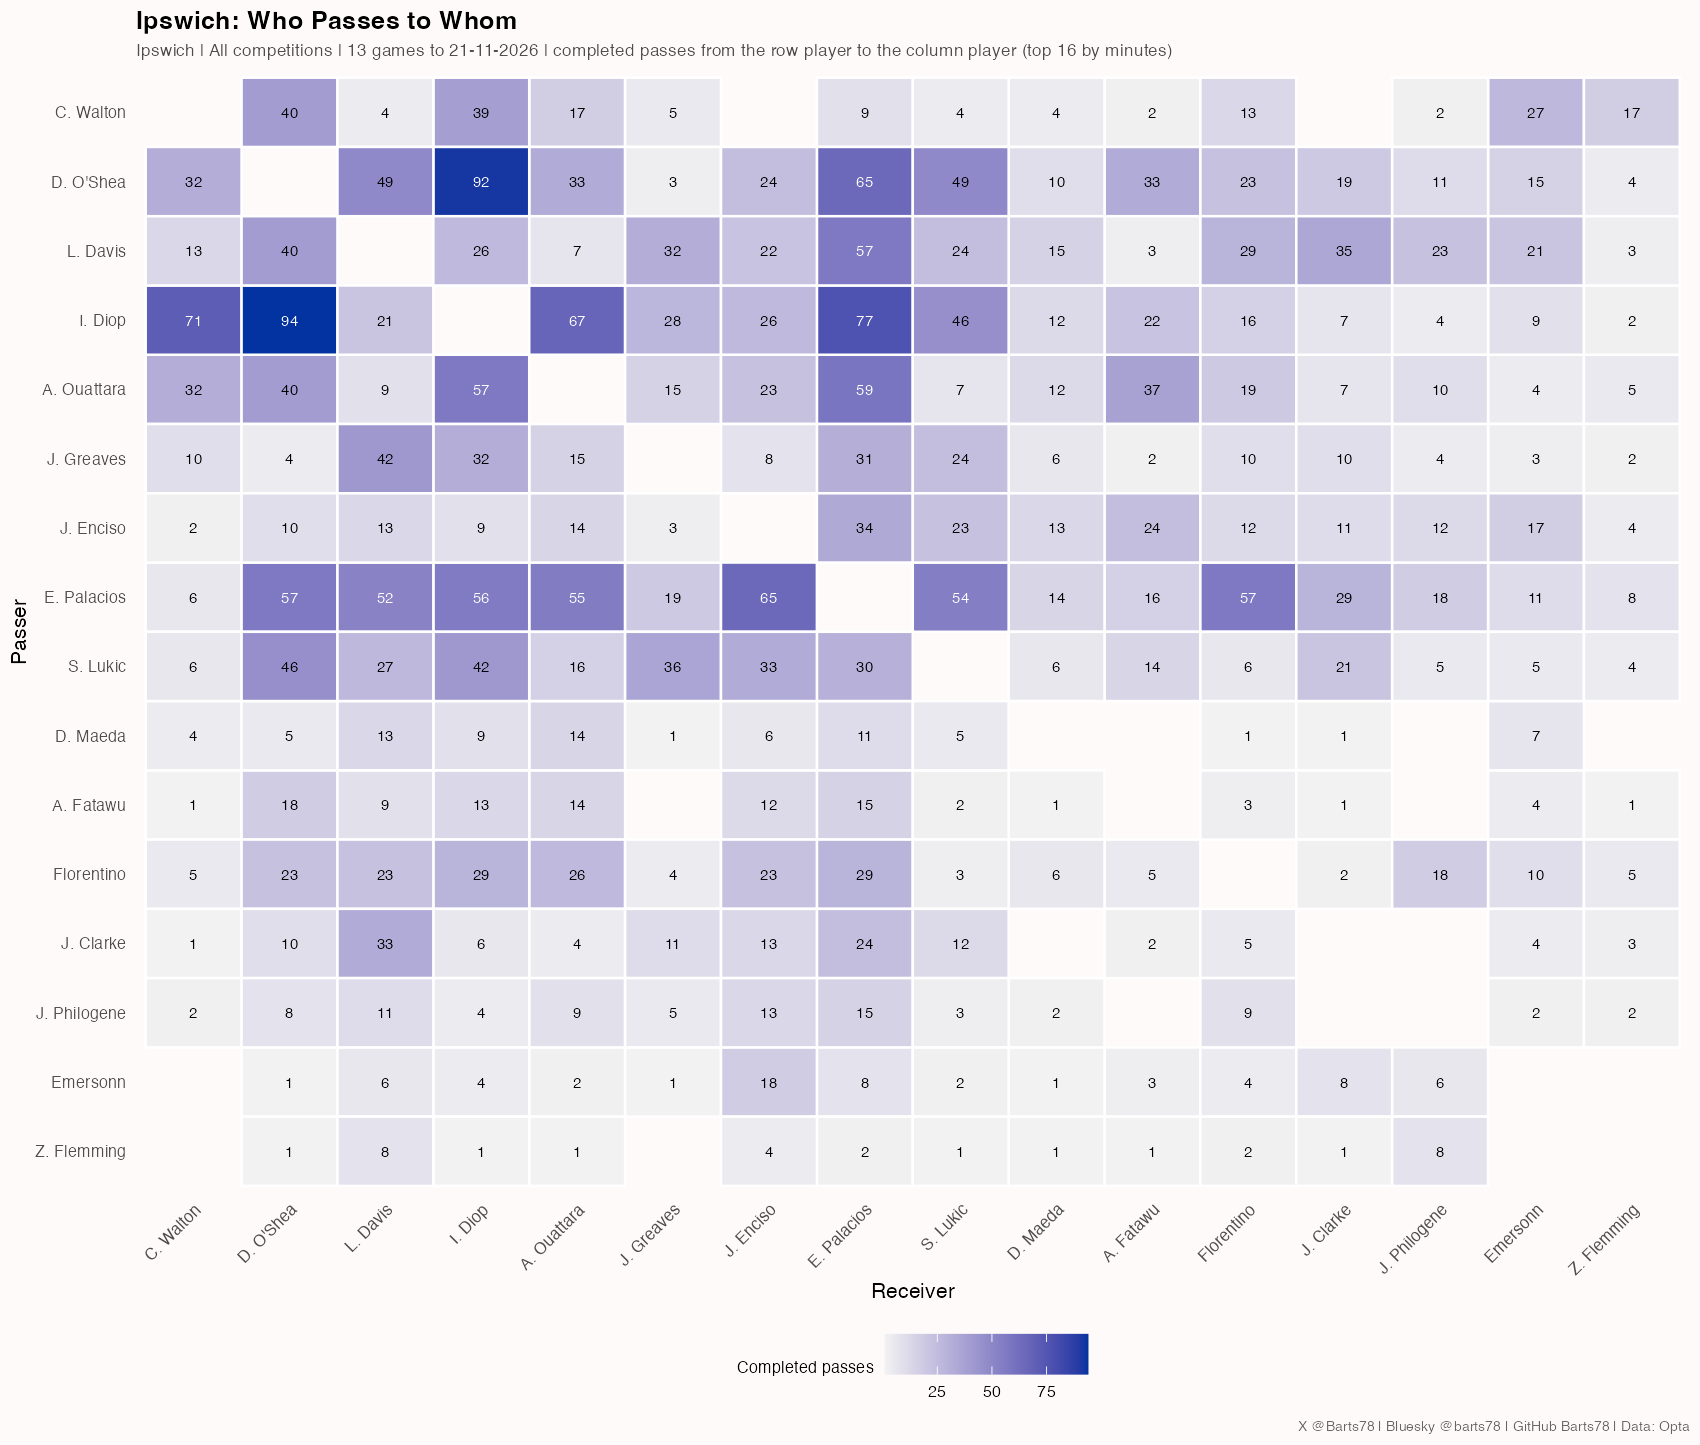 Ipswich: Who Passes to Whom
Ipswich | All competitions | 13 games to 21-11-2026 | completed passes from the row player to the column player (top 16 by minutes)
C. Walton 40 4 39 17 5 9 4 4 2 13 2 27 17
D. O'Shea 32 49 92 33 3 24 65 49 10 33 23 19 11 15 4
L. Davis 13 40 26 7 32 22 57 24 15 3 29 35 23 21 3
I. Diop 71 94 21 67 28 26 77 46 12 22 16 7 4 9 2
A. Ouattara 32 40 9 57 15 23 59 7 12 37 19 7 10 4 5
J. Greaves 10 4 42 32 15 8 31 24 6 2 10 10 4 3 2
J. Enciso 2 10 13 9 14 3 34 23 13 24 12 11 12 17 4
E. Palacios 6 57 52 56 55 19 65 54 14 16 57 29 18 11 8
S. Lukic 6 46 27 42 16 36 33 30 6 14 6 21 5 5 4
D. Maeda 4 5 13 9 14 1 6 11 5 1 1 7
A. Fatawu 1 18 9 13 14 12 15 2 1 3 1 4 1
Florentino 5 23 23 29 26 4 23 29 3 6 5 2 18 10 5
J. Clarke 1 10 33 6 4 11 13 24 12 2 5 4 3
J. Philogene 2 8 11 4 9 5 13 15 3 2 9 2 2
Emersonn 1 6 4 2 1 18 8 2 1 3 4 8 6
Z. Flemming 1 8 1 1 4 2 1 1 1 2 1 8
Passer
C. Walton D. O'Shea L. Davis I. Diop A. Ouattara J. Greaves J. Enciso E. Palacios S. Lukic D. Maeda A. Fatawu Florentino J. Clarke J. Philogene Emersonn Z. Flemming
Receiver
Completed passes
25 50 75
X @Barts78 | Bluesky @barts78 | GitHub Barts78 | Data: Opta